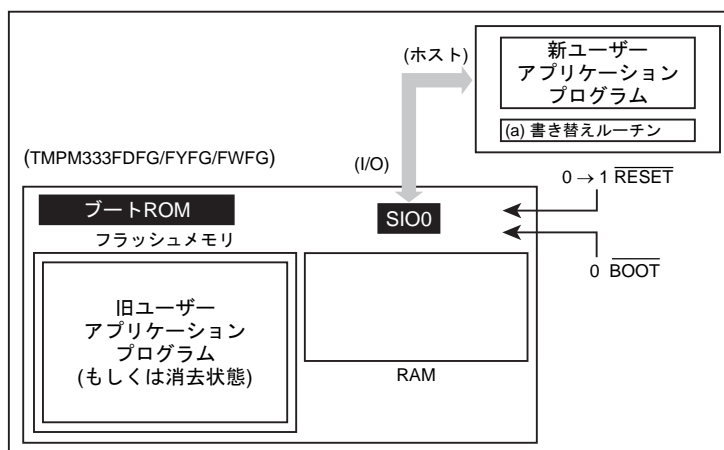 (ホスト)
新ユーザー
アプリケーション
プログラム
(a) 書き替えルーチン
(TMPM333FDFG/FYFG/FWFG)
(I/O)
0 → 1 RESET
ブートROM
SIO0
フラッシュメモリ
0 BOOT
旧ユーザー
アプリケーション
プログラム
(もしくは消去状態)
RAM